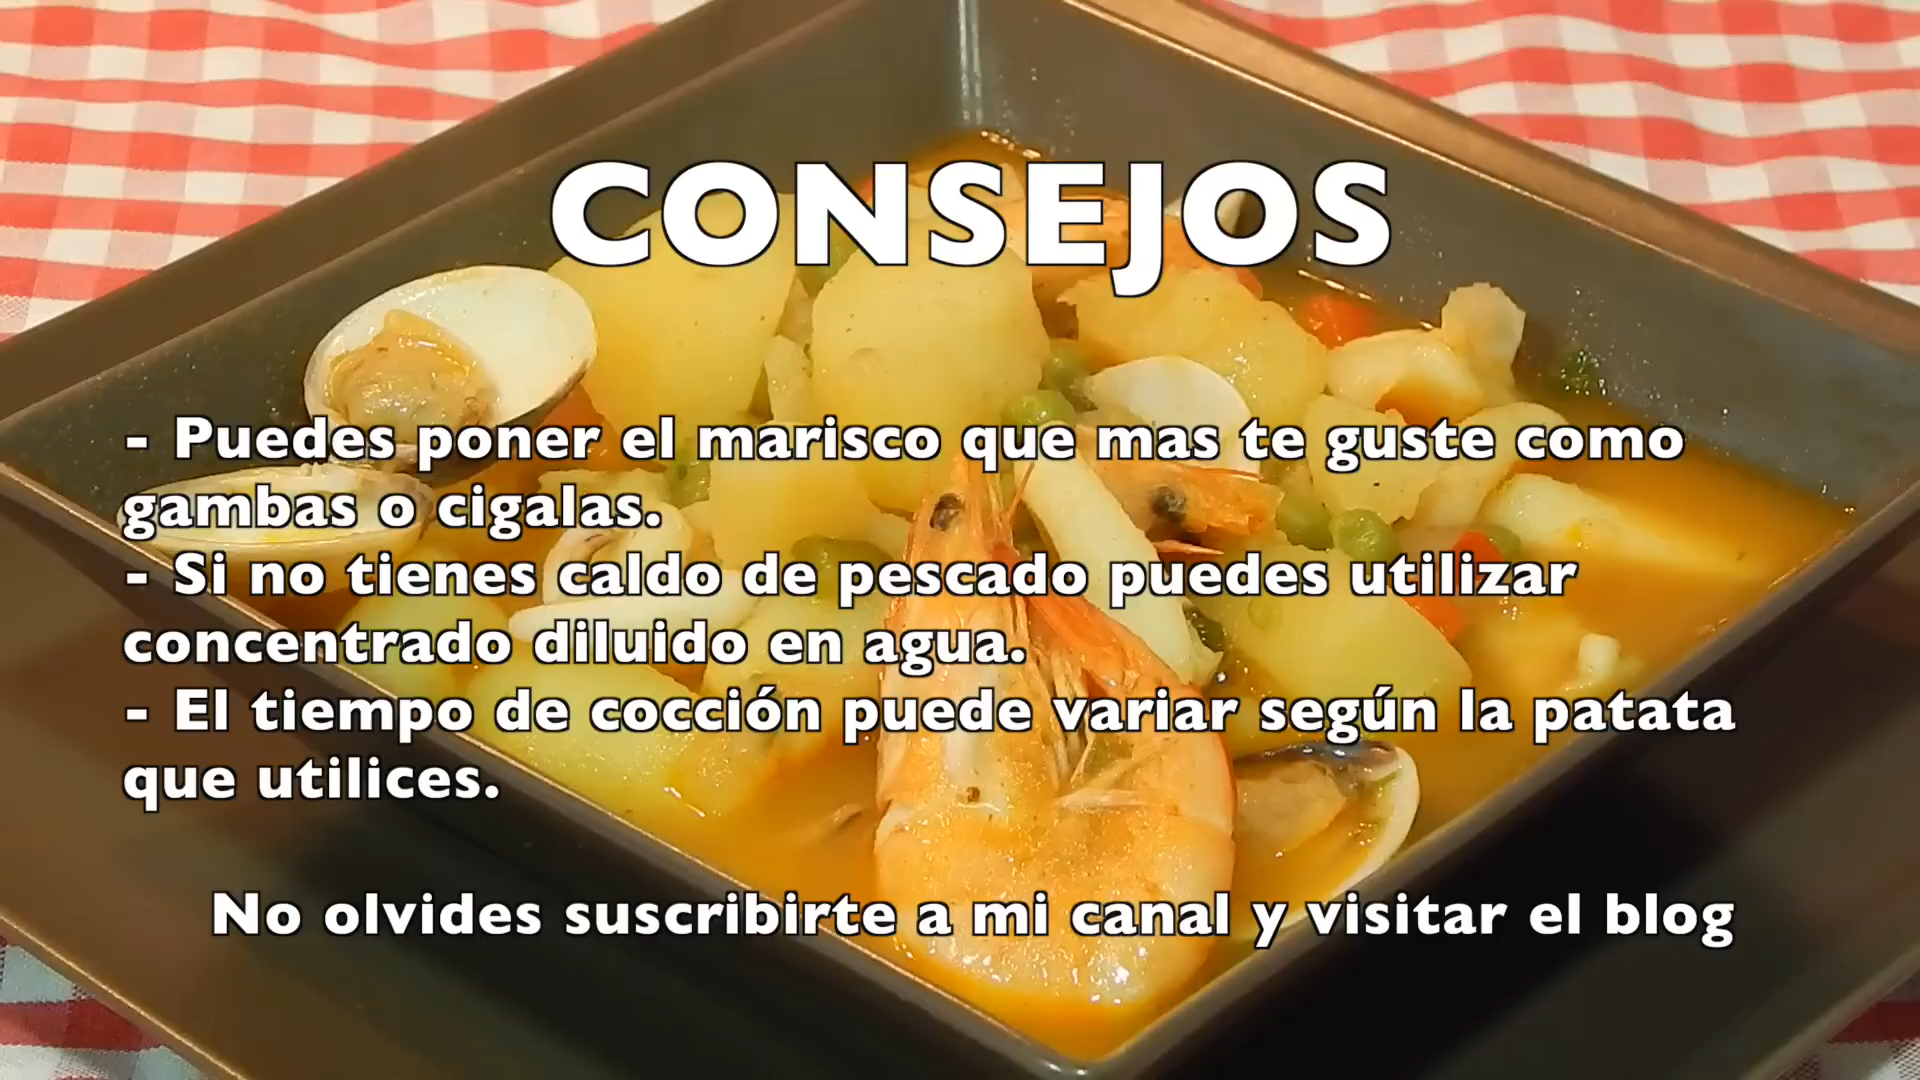 CONSEJOS
- Puedes poner el marisco que mas te guste como
gambas o cigalas.
- Si no tienes caldo de pescado puedes utilizar
concentrado diluido en agua.
- El tiempo de cocción puede variar según la patata
que utilices.
No olvides suscribirte a mi canal y visitar el blog